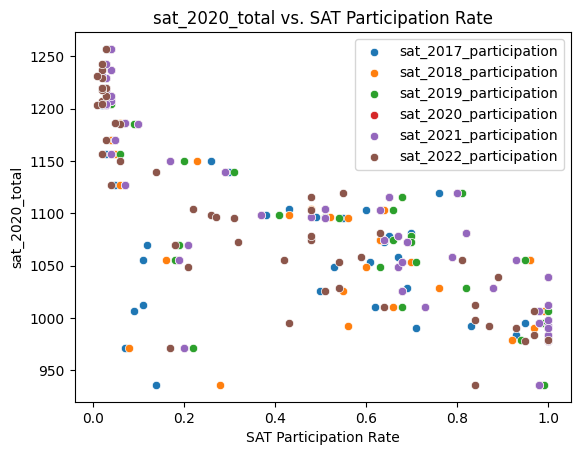 sat_2020_total vs. SAT Participation Rate
sat_2017_participation
sat_2018_participation
sat_2019_participation
sat_2020_participation
sat_2021_participation
sat_2022_participation
sat_2020_total
1250
1200
1150
1100
1050
1000
950
0.0 0.2 0.4 0.6 0.8 1.0
SAT Participation Rate